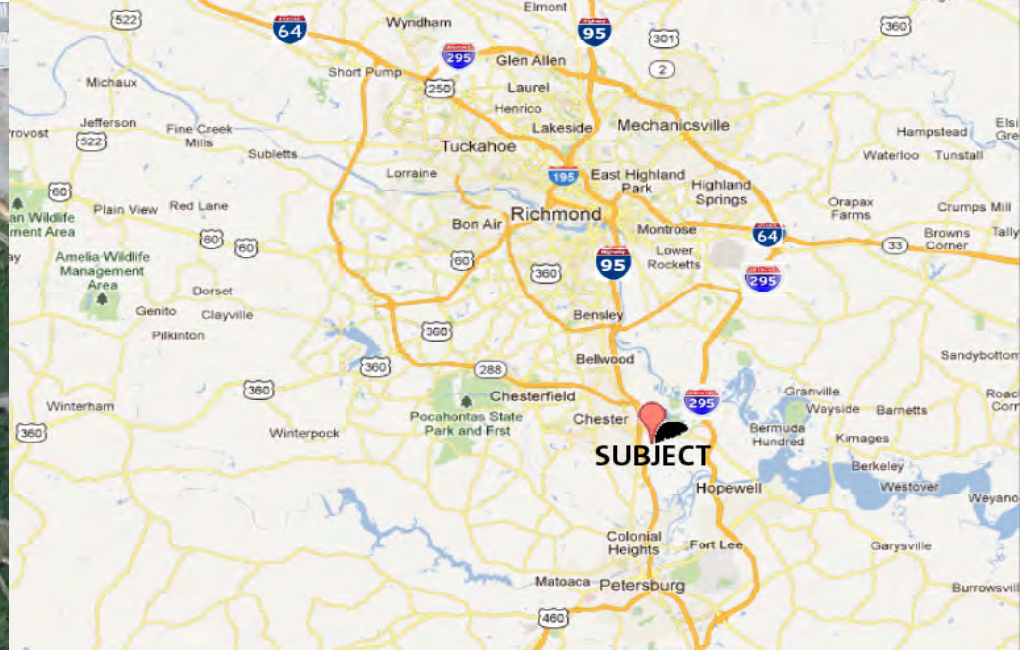 Elmont
522
64
Wyndham
95
360
301
295
Glen Allen
2
Short Pump
Michaux
250
Laurel
Henrico
Jefferson
Fine Creek
Mills
Lakeside
Mechanicsville
Hampstead
522
Subletts
Tuckahoe
Waterloo
Tunstall
Lorraine
195
East Highland
Park
Highland
Springs
60
Plain View
Red Lane
Richmond
Orapax
Farms
Crumps Mill
Bon Air
Montrose
64
Browns
Corner
33
60
60
Amelia Wildlife
Management
Area
60
360
95
Lower
Rocketts
295
Dorset
Genito
Clayville
Bensley
Pilkinton
360
360
Bellwood
288
360
Chesterfield
295
Granville
Winterham
Pocahontas State
Park and Frst
Chester
Wayside
Barnetts
360
Winterpock
Bermuda
Hundred
Kimages
SUBJECT
Berkeley
Westover
Hopewell
Colonial
Heights
Fort Lee
Garysville
Matoaca
Petersburg
460